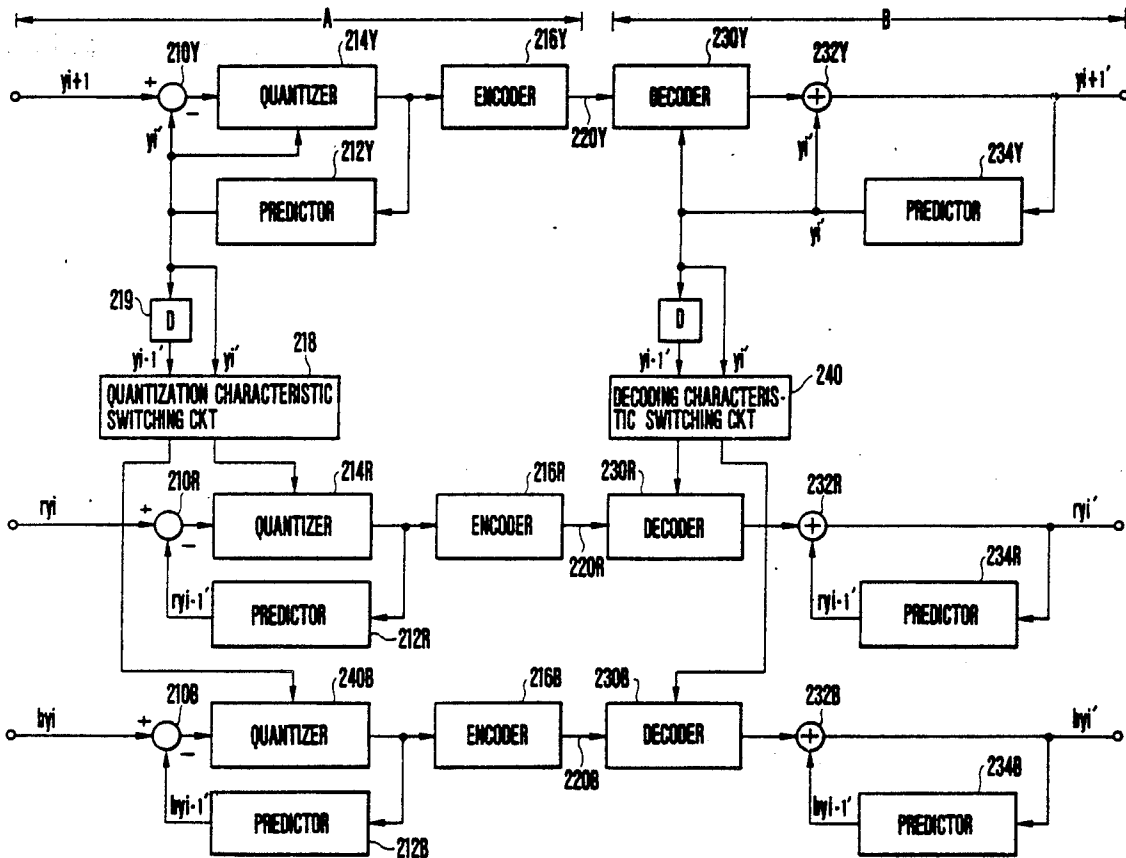 A B
210Y 214Y 216Y 230Y 232Y
yi+1 + − QUANTIZER ENCODER DECODER + yi+1′
220Y
yi′ 212Y yi′ 234Y
PREDICTOR yi′ PREDICTOR
219 D D
yi-1′ yi′ 218 yi-1′ yi′ 240
QUANTIZATION CHARACTERISTIC
SWITCHING CKT
DECODING CHARACTERIS-
TIC SWITCHING CKT
210R 214R 216R 230R 232R
ryi + − QUANTIZER ENCODER DECODER + ryi′
220R
ryi-1′ PREDICTOR ryi-1′ PREDICTOR 234R
212R
210B 240B 216B 230B 232B
byi + − QUANTIZER ENCODER DECODER + byi′
220B
byi-1′ PREDICTOR byi-1′ PREDICTOR 234B
212B